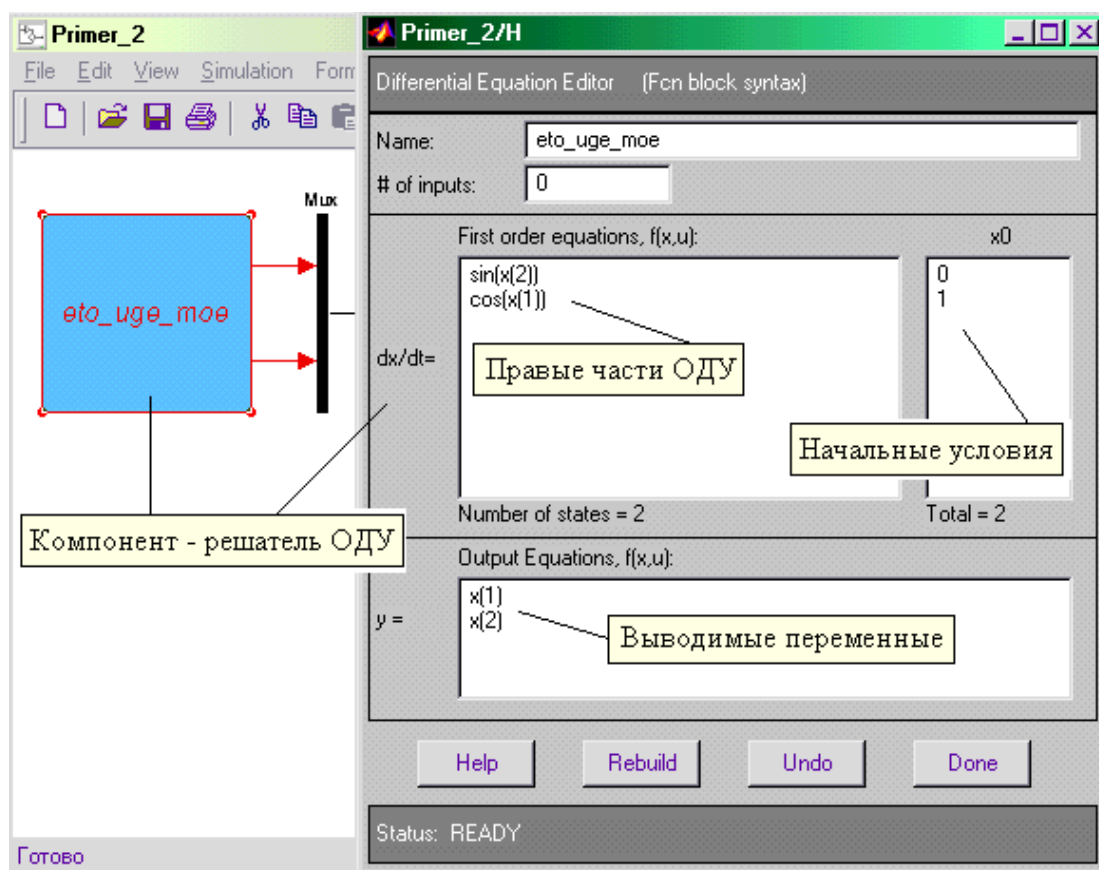 Primer_2
File Edit View Simulation Form
Mux
eto_uge_moe
Компонент - решатель ОДУ
Готово
Primer_2/H
Differential Equation Editor (Fcn block syntax)
Name: eto_uge_moe
# of inputs: 0
First order equations, f(x,u): x0
sin(x(2)) 0
cos(x(1)) 1
dx/dt=
Правые части ОДУ
Начальные условия
Number of states = 2 Total = 2
Output Equations, f(x,u):
x(1)
y = x(2)
Выводимые переменные
Help Rebuild Undo Done
Status: READY